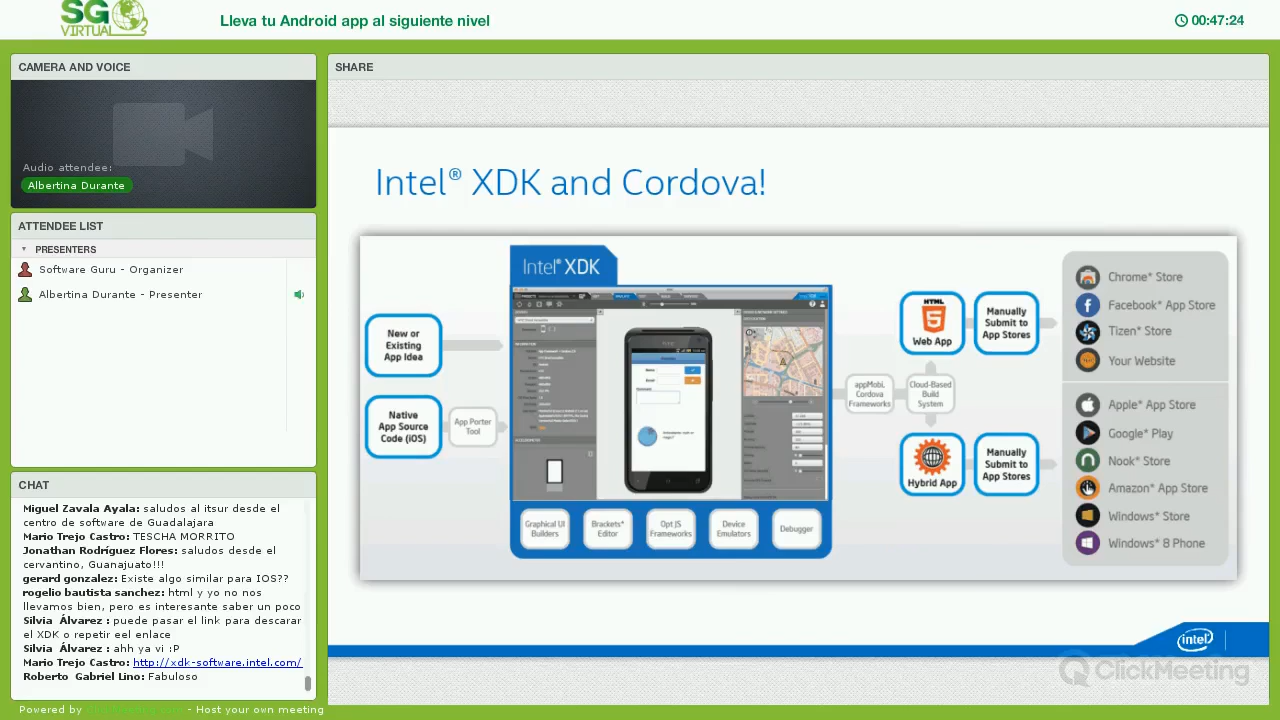 SG
VIRTUAL
Lleva tu Android app al siguiente nivel
00:47:24
CAMERA AND VOICE
Audio attendee:
Albertina Durante
ATTENDEE LIST
PRESENTERS
Software Guru - Organizer
Albertina Durante - Presenter
CHAT
Miguel Zavala Ayala: saludos al itsur desde el
centro de software de Guadalajara
Mario Trejo Castro: TESCHA MORRITO
Jonathan Rodríguez Flores: saludos desde el
cervantino, Guanajuato!!!
gerard gonzalez: Existe algo similar para IOS??
rogelio bautista sanchez: html y yo no nos
llevamos bien, pero es interesante saber un poco
Silvia Álvarez : puede pasar el link para descarar
el XDK o repetir eel enlace
Silvia Álvarez : ahh ya vi :P
Mario Trejo Castro: http://xdk-software.intel.com/
Roberto Gabriel Lino: Fabuloso
Powered by ClickMeeting.com - Host your own meeting
SHARE
Intel® XDK and Cordova!
New or
Existing
App Idea
Native
App Source
Code (iOS)
App Porter
Tool
Intel® XDK
Graphical UI
Builders
Brackets*
Editor
Opt JS
Frameworks
Device
Emulators
Debugger
appMobi,
Cordova
Frameworks
Cloud-Based
Build
System
HTML
5
Web App
Manually
Submit to
App Stores
Hybrid App
Manually
Submit to
App Stores
Chrome* Store
Facebook* App Store
Tizen* Store
Your Website
Apple* App Store
Google* Play
Nook* Store
Amazon* App Store
Windows* Store
Windows* 8 Phone
intel
ClickMeeting